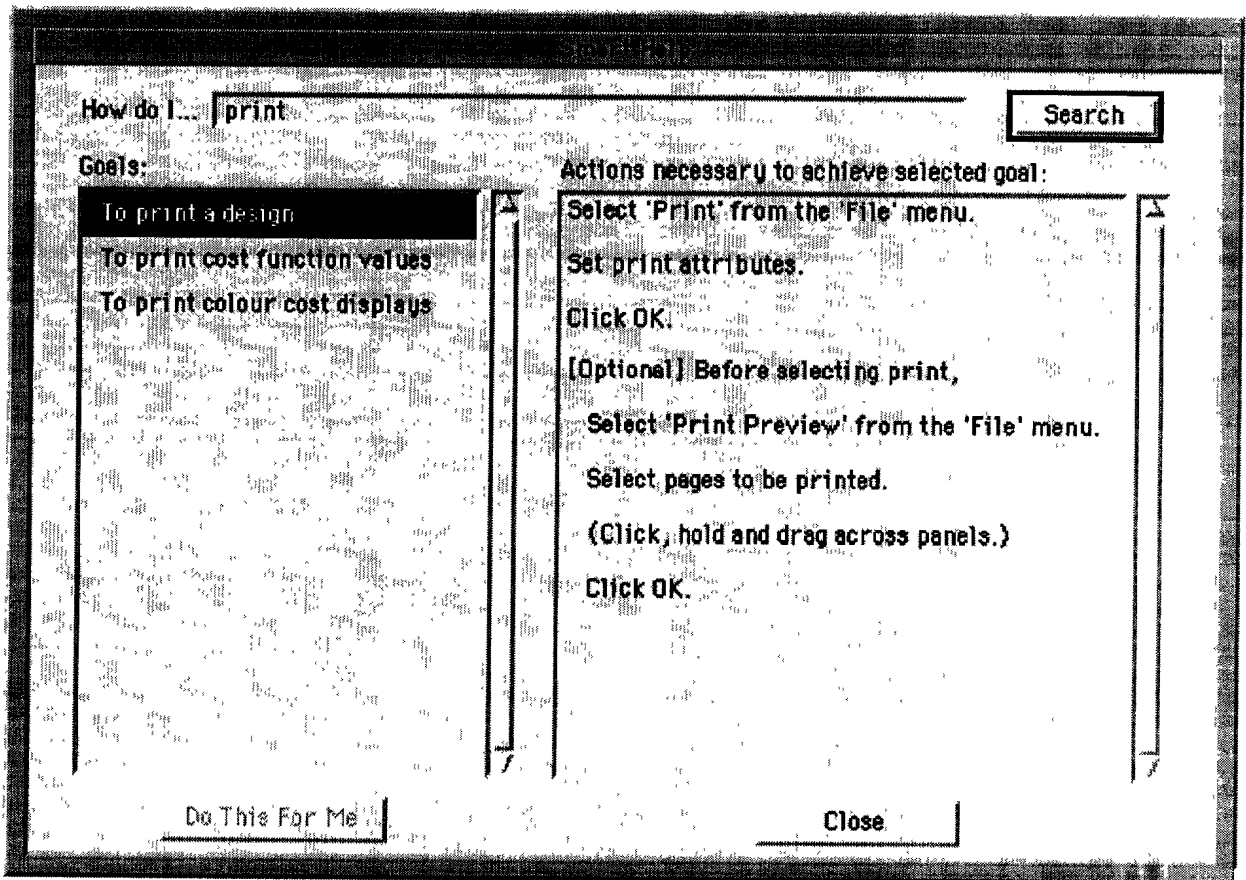 How do I... print
Search
Goals:
To print a design
To print cost function values
To print colour cost displays
Actions necessary to achieve selected goal:
Select 'Print' from the 'File' menu.
Set print attributes.
Click OK.
[Optional] Before selecting print,
Select 'Print Preview' from the 'File' menu.
Select pages to be printed.
(Click, hold and drag across panels.)
Click OK.
Do This For Me
Close